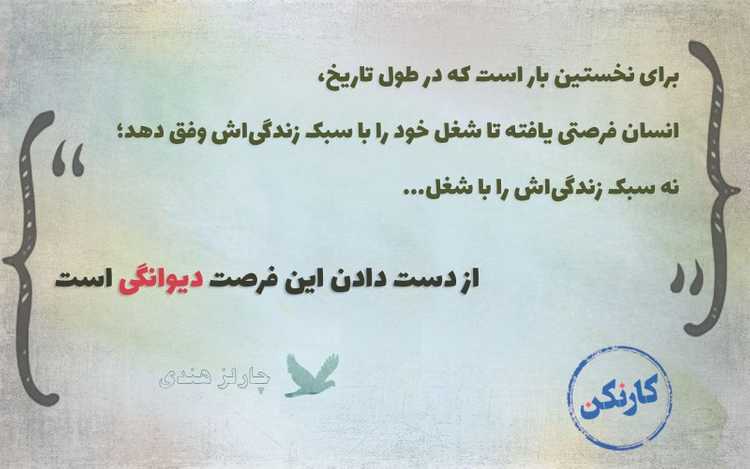 برای نخستین بار است که در طول تاریخ،
انسان فرصتی یافته تا شغل خود را با سبک زندگی‌اش وفق دهد؛
نه سبک زندگی‌اش را با شغل...
از دست دادن این فرصت دیوانگی است
چارلز هندی
کارنکن